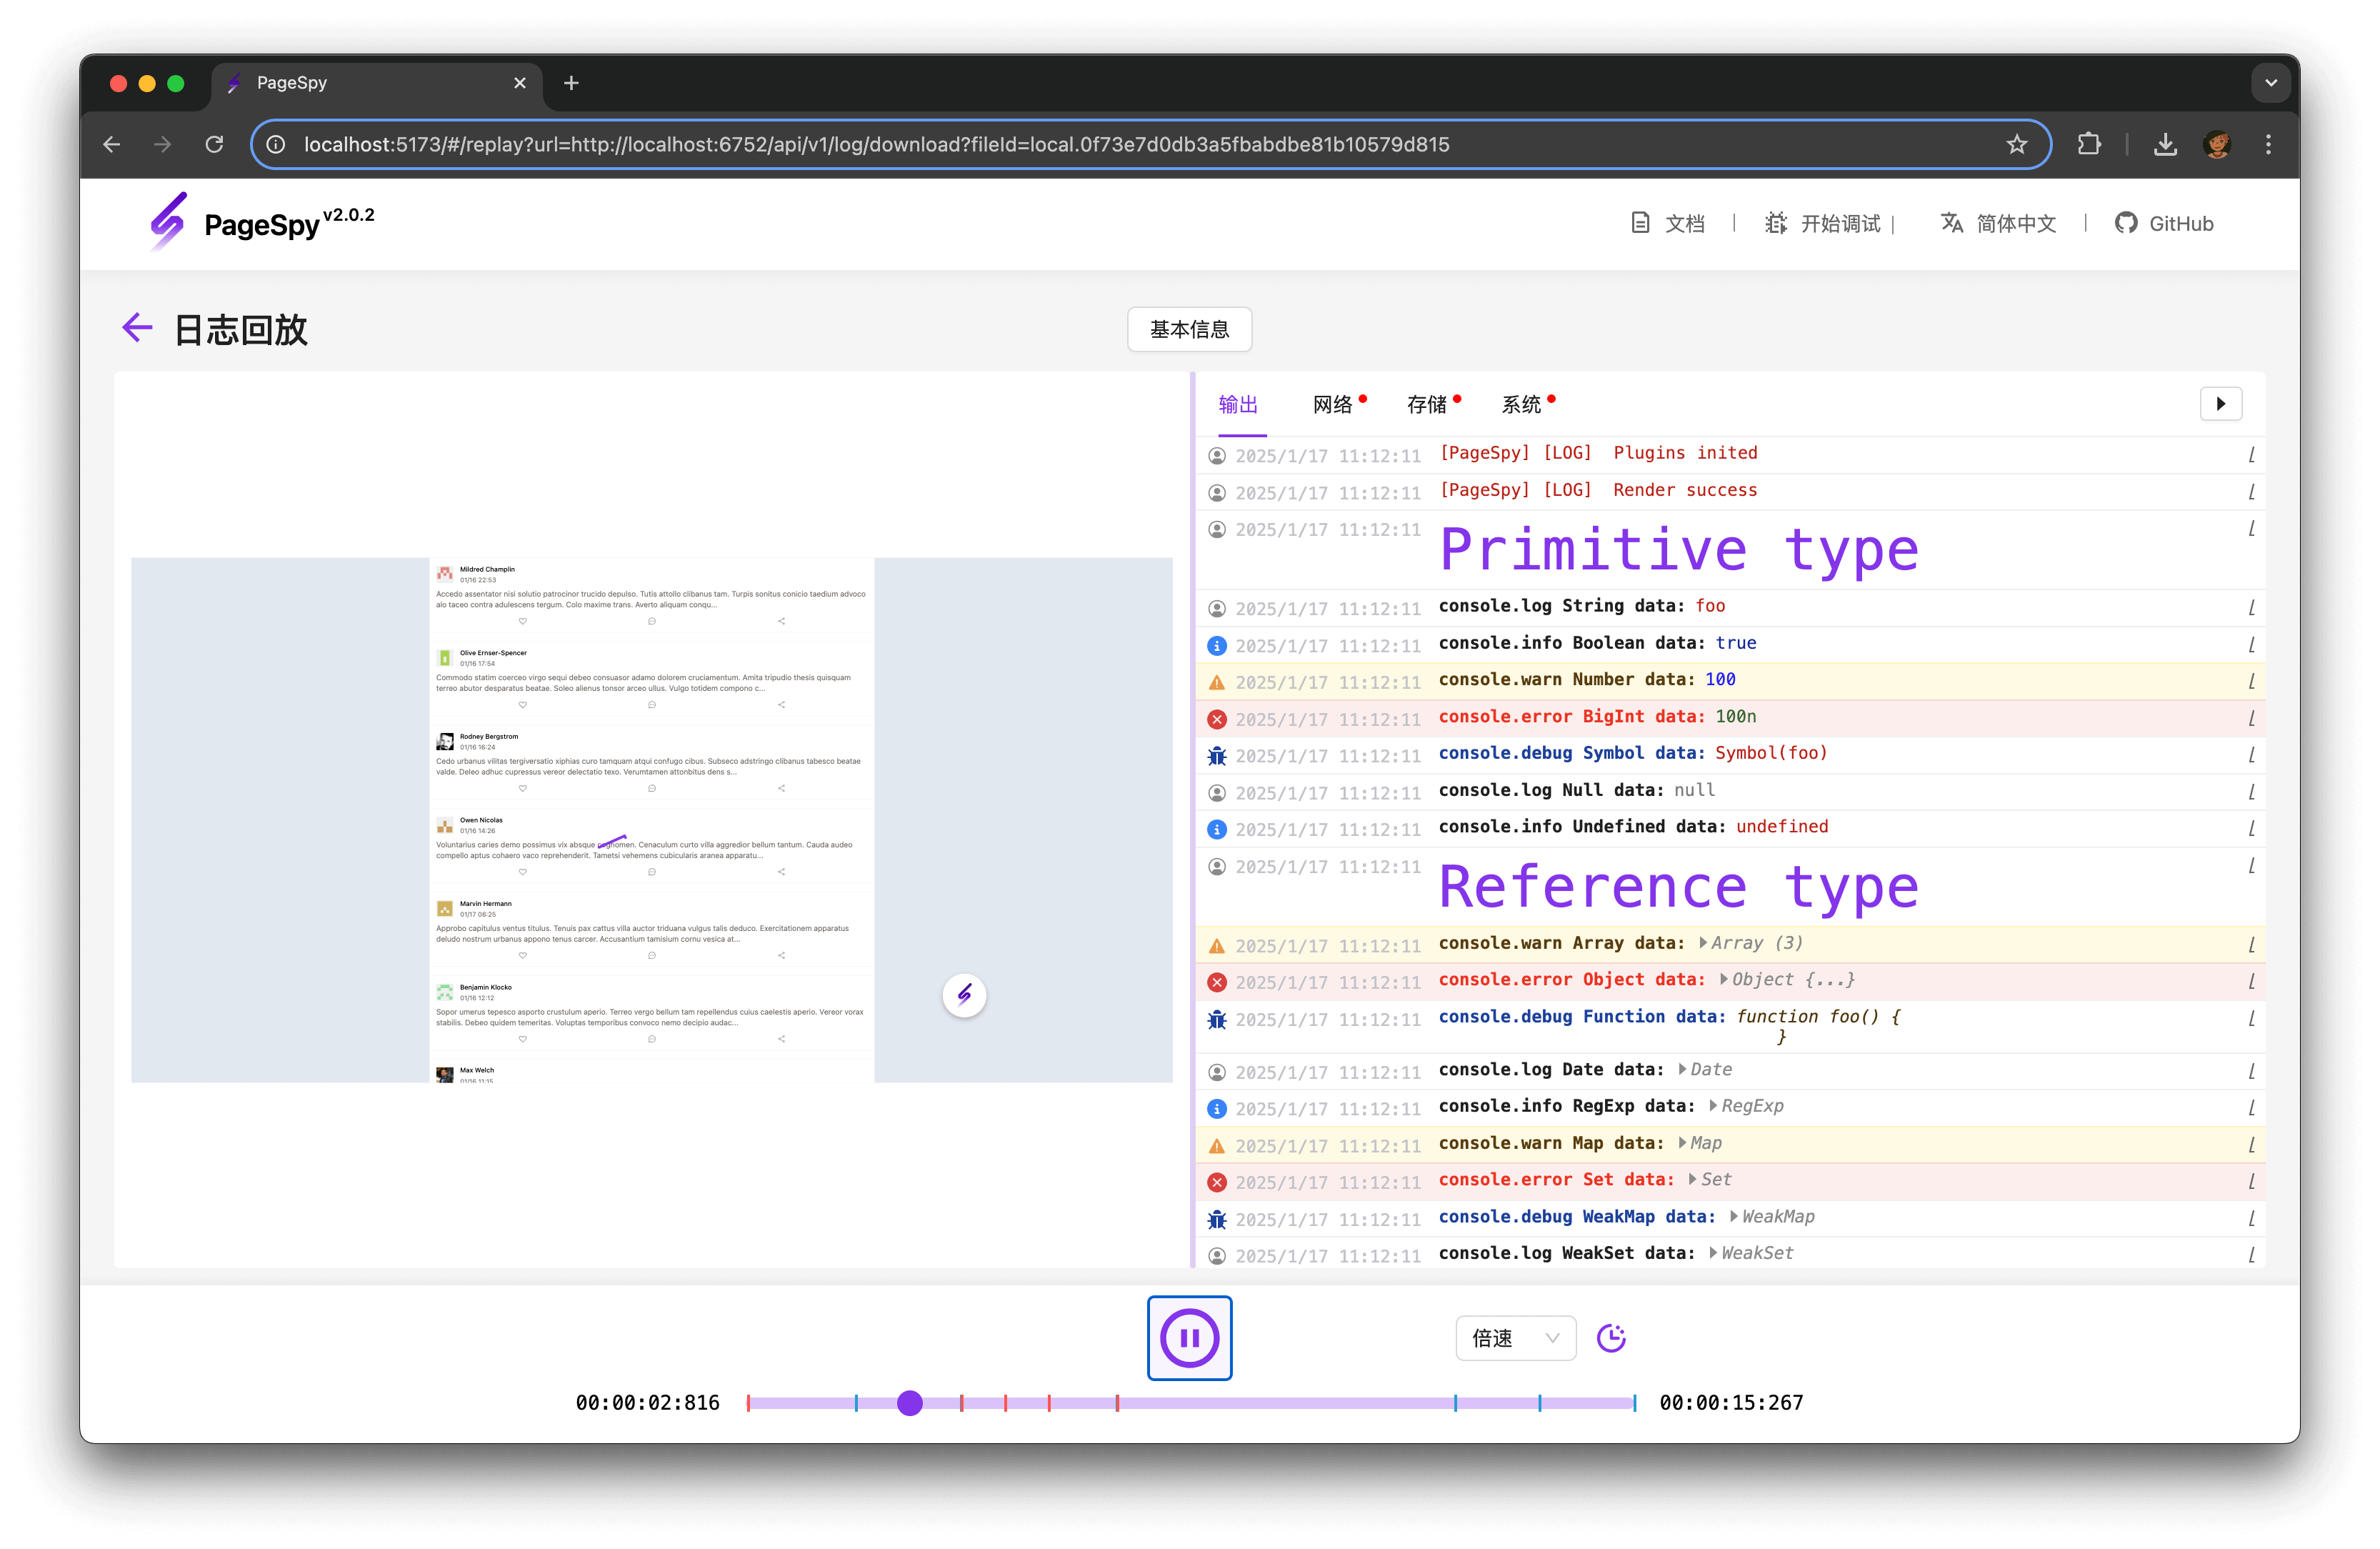 PageSpy
localhost:5173/#/replay?url=http://localhost:6752/api/v1/log/download?fileId=local.0f73e7d0db3a5fbabdbe81b10579d815
PageSpy v2.0.2
文档 | 开始调试 | 简体中文 | GitHub
日志回放
基本信息
Mildred Champlin
01/16 22:53
Accedo assentator nisi solutio patrocinor trucido depulso. Tutis attollo clibanus tam. Turpis sonitus conicio taedium advoco
alo taceo contra adulescens tergum. Colo maxime trans. Averto aliquam conqu...
Olive Ernser-Spencer
01/16 17:54
Commodo statim coerceo virgo sequi debeo consuasor adamo dolorem cruciamentum. Amita tripudio thesis quisquam
terreo abutor desparatus beatae. Soleo alienus tonsor arceo ullus. Vulgo totidem compono c...
Rodney Bergstrom
01/16 16:24
Cedo urbanus vilitas tergiversatio xiphias curo tamquam atqui confugo cibus. Subseco adstringo clibanus tabesco beatae
valde. Deleo adhuc cupressus vereor delectatio texo. Verumtamen attonbitus dens s...
Owen Nicolas
01/16 14:26
Voluntarius caries demo possimus vix absque cognomen. Cenaculum curto villa aggredior bellum tantum. Cauda audeo
compello aptus cohaero vaco reprehenderit. Tametsi vehemens cubicularis aranea apparatu...
Marvin Hermann
01/17 08:25
Approbo capitulus ventus titulus. Tenuis pax cattus villa auctor triduana vulgus talis deduco. Exercitationem apparatus
deludo nostrum urbanus appono tenus carcer. Accusantium tamisium cornu vesica at...
Benjamin Klocko
01/16 12:12
Sopor umerus tepesco asporto crustulum aperio. Terreo vergo bellum tam repellendus cuius caelestis aperio. Vereor vorax
stabilis. Debeo quidem temeritas. Voluptas temporibus convoco nemo decipio audac...
Max Welch
01/16 11:15
输出 网络 存储 系统
2025/1/17 11:12:11 [PageSpy] [LOG] Plugins inited [
2025/1/17 11:12:11 [PageSpy] [LOG] Render success [
2025/1/17 11:12:11 Primitive type [
2025/1/17 11:12:11 console.log String data: foo [
2025/1/17 11:12:11 console.info Boolean data: true [
2025/1/17 11:12:11 console.warn Number data: 100 [
2025/1/17 11:12:11 console.error BigInt data: 100n [
2025/1/17 11:12:11 console.debug Symbol data: Symbol(foo) [
2025/1/17 11:12:11 console.log Null data: null [
2025/1/17 11:12:11 console.info Undefined data: undefined [
2025/1/17 11:12:11 Reference type [
2025/1/17 11:12:11 console.warn Array data: Array (3) [
2025/1/17 11:12:11 console.error Object data: Object {...} [
2025/1/17 11:12:11 console.debug Function data: function foo() { [
}
2025/1/17 11:12:11 console.log Date data: Date [
2025/1/17 11:12:11 console.info RegExp data: RegExp [
2025/1/17 11:12:11 console.warn Map data: Map [
2025/1/17 11:12:11 console.error Set data: Set [
2025/1/17 11:12:11 console.debug WeakMap data: WeakMap [
2025/1/17 11:12:11 console.log WeakSet data: WeakSet [
倍速
00:00:02:816
00:00:15:267